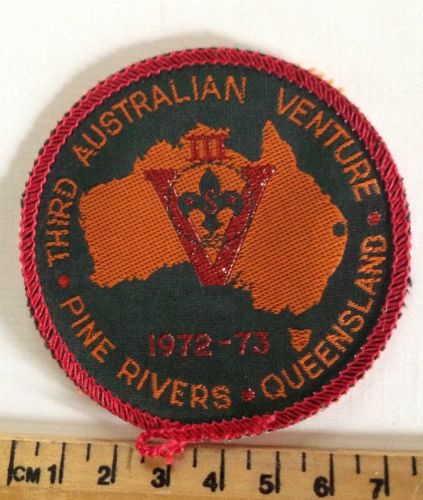 THIRD AUSTRALIAN VENTURE
III
V
1972-73
• PINE RIVERS • QUEENSLAND •
CM 1 2 3 4 5 6 7